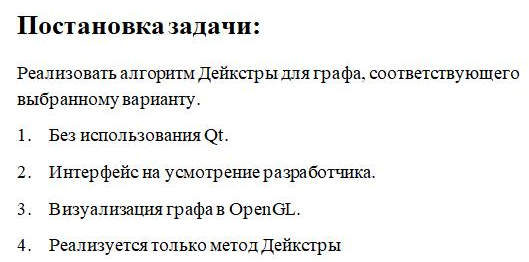 Постановка задачи:
Реализовать алгоритм Дейкстры для графа, соответствующего
выбранному варианту.
1. Без использования Qt.
2. Интерфейс на усмотрение разработчика.
3. Визуализация графа в OpenGL.
4. Реализуется только метод Дейкстры